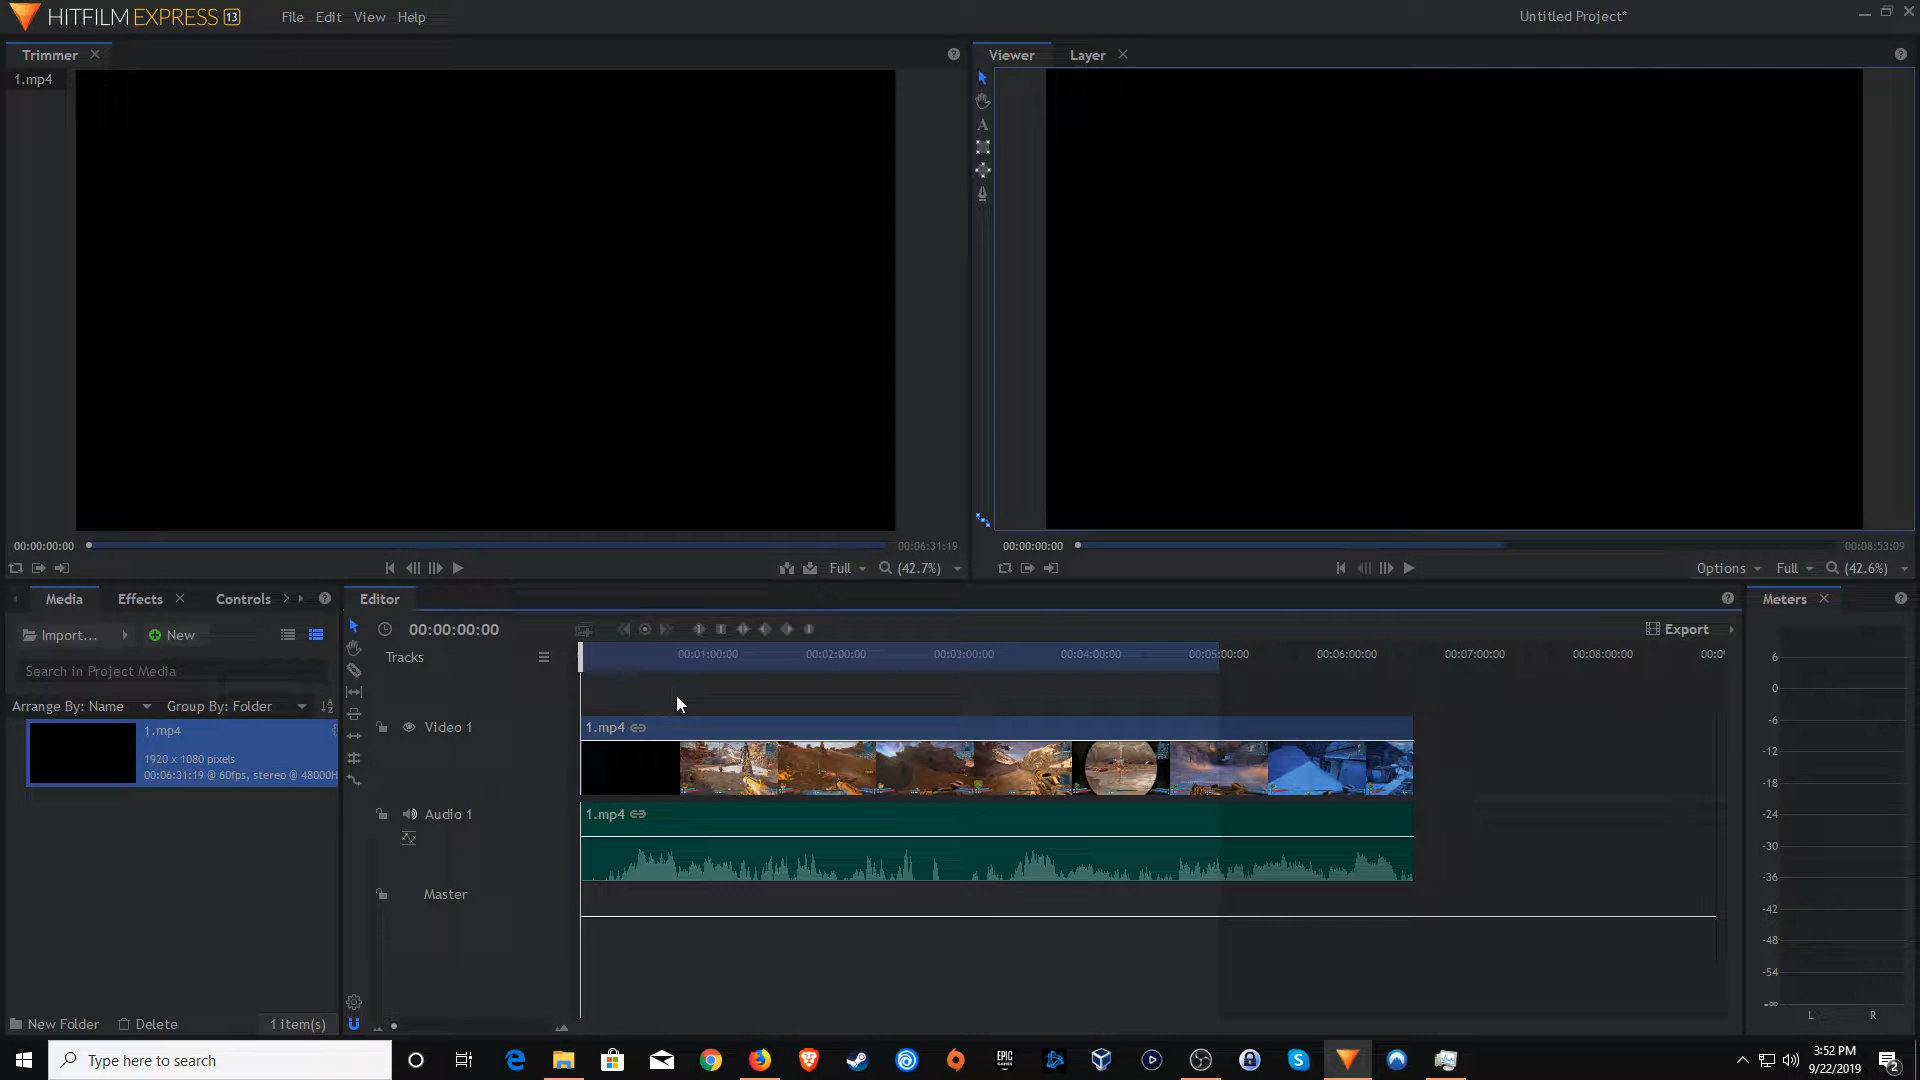 HITFILM EXPRESS 13
File Edit View Help
Untitled Project*
Trimmer
Viewer
Layer
1.mp4
00:00:00:00
00:06:31:19
Full
(42.7%)
00:00:00:00
00:08:53:09
Options
Full
(42.6%)
Media
Effects
Controls
Editor
Meters
Import...
New
00:00:00:00
Export
Search in Project Media
Tracks
00:01:00:00
00:02:00:00
00:03:00:00
00:04:00:00
00:05:00:00
00:06:00:00
00:07:00:00
00:08:00:00
Arrange By: Name
Group By: Folder
1.mp4
1920 x 1080 pixels
00:06:31:19 @ 60fps, stereo @ 48000H
Video 1
1.mp4
Audio 1
1.mp4
Master
6
0
-6
-12
-18
-24
-30
-36
-42
-48
-54
-∞
L
R
New Folder
Delete
1 item(s)
Type here to search
EPIC GAMES
3:52 PM
9/22/2019
2